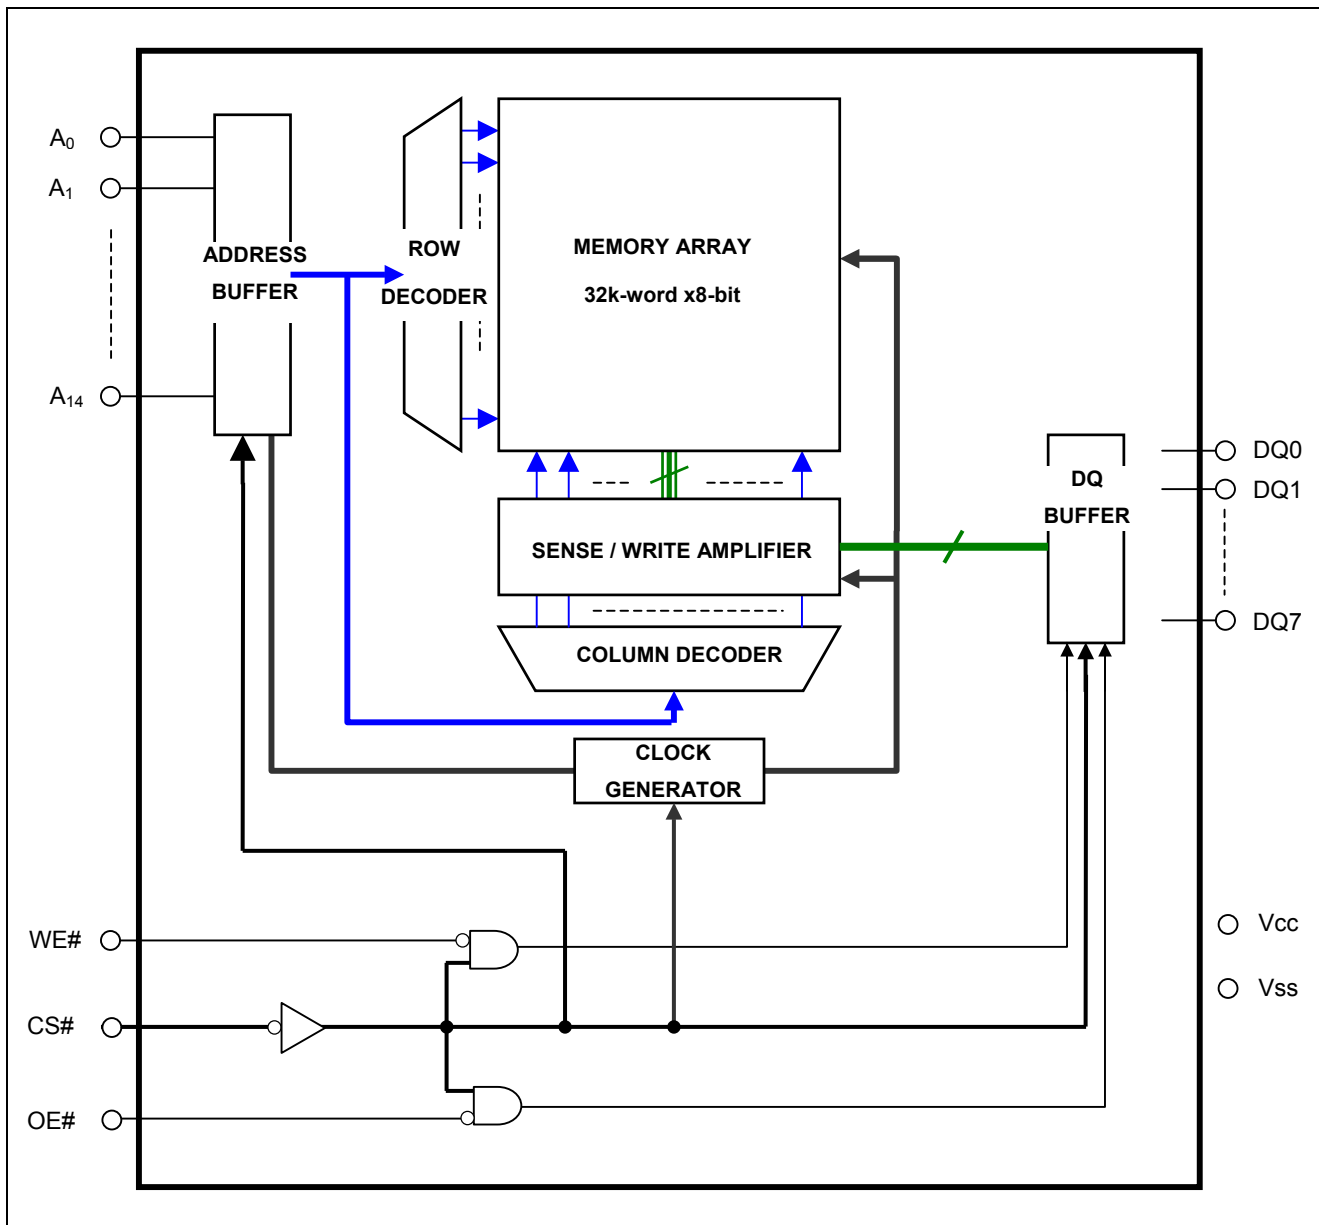 A0
A1
A14
ADDRESS
BUFFER
ROW
DECODER
MEMORY ARRAY
32k-word x8-bit
SENSE / WRITE AMPLIFIER
COLUMN DECODER
CLOCK
GENERATOR
DQ
BUFFER
DQ0
DQ1
DQ7
WE#
CS#
OE#
Vcc
Vss